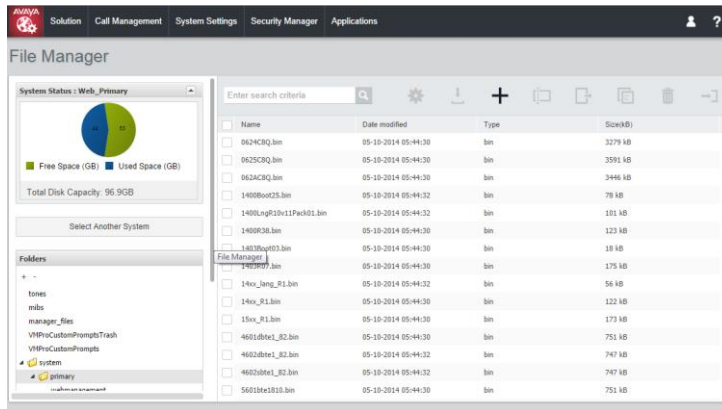 AVAYA
Solution Call Management System Settings Security Manager Applications ?
File Manager
System Status : Web_Primary
Free Space (GB) Used Space (GB)
Total Disk Capacity: 96.9GB
Select Another System
Folders
+ -
tones
mibs
manager_files
VMProCustomPromptsTrash
VMProCustomPrompts
system
primary
webmanagement
Enter search criteria
Name Date modified Type Size(kB)
0624C8Q.bin 05-10-2014 05:44:30 bin 3279 kB
0625C8Q.bin 05-10-2014 05:44:30 bin 3591 kB
062AC8Q.bin 05-10-2014 05:44:30 bin 3446 kB
1400Boot25.bin 05-10-2014 05:44:32 bin 78 kB
1400LngR10v11Pack01.bin 05-10-2014 05:44:32 bin 101 kB
1400R38.bin 05-10-2014 05:44:30 bin 123 kB
1403Bopt03.bin 05-10-2014 05:44:30 bin 18 kB
File Manager
1403R07.bin 05-10-2014 05:44:30 bin 175 kB
14xx_lang_R1.bin 05-10-2014 05:44:32 bin 56 kB
14xx_R1.bin 05-10-2014 05:44:30 bin 122 kB
15xx_R1.bin 05-10-2014 05:44:30 bin 173 kB
4601dbte1_82.bin 05-10-2014 05:44:30 bin 751 kB
4602dbte1_82.bin 05-10-2014 05:44:32 bin 747 kB
4602sbte1_82.bin 05-10-2014 05:44:32 bin 747 kB
5601bte1810.bin 05-10-2014 05:44:30 bin 751 kB